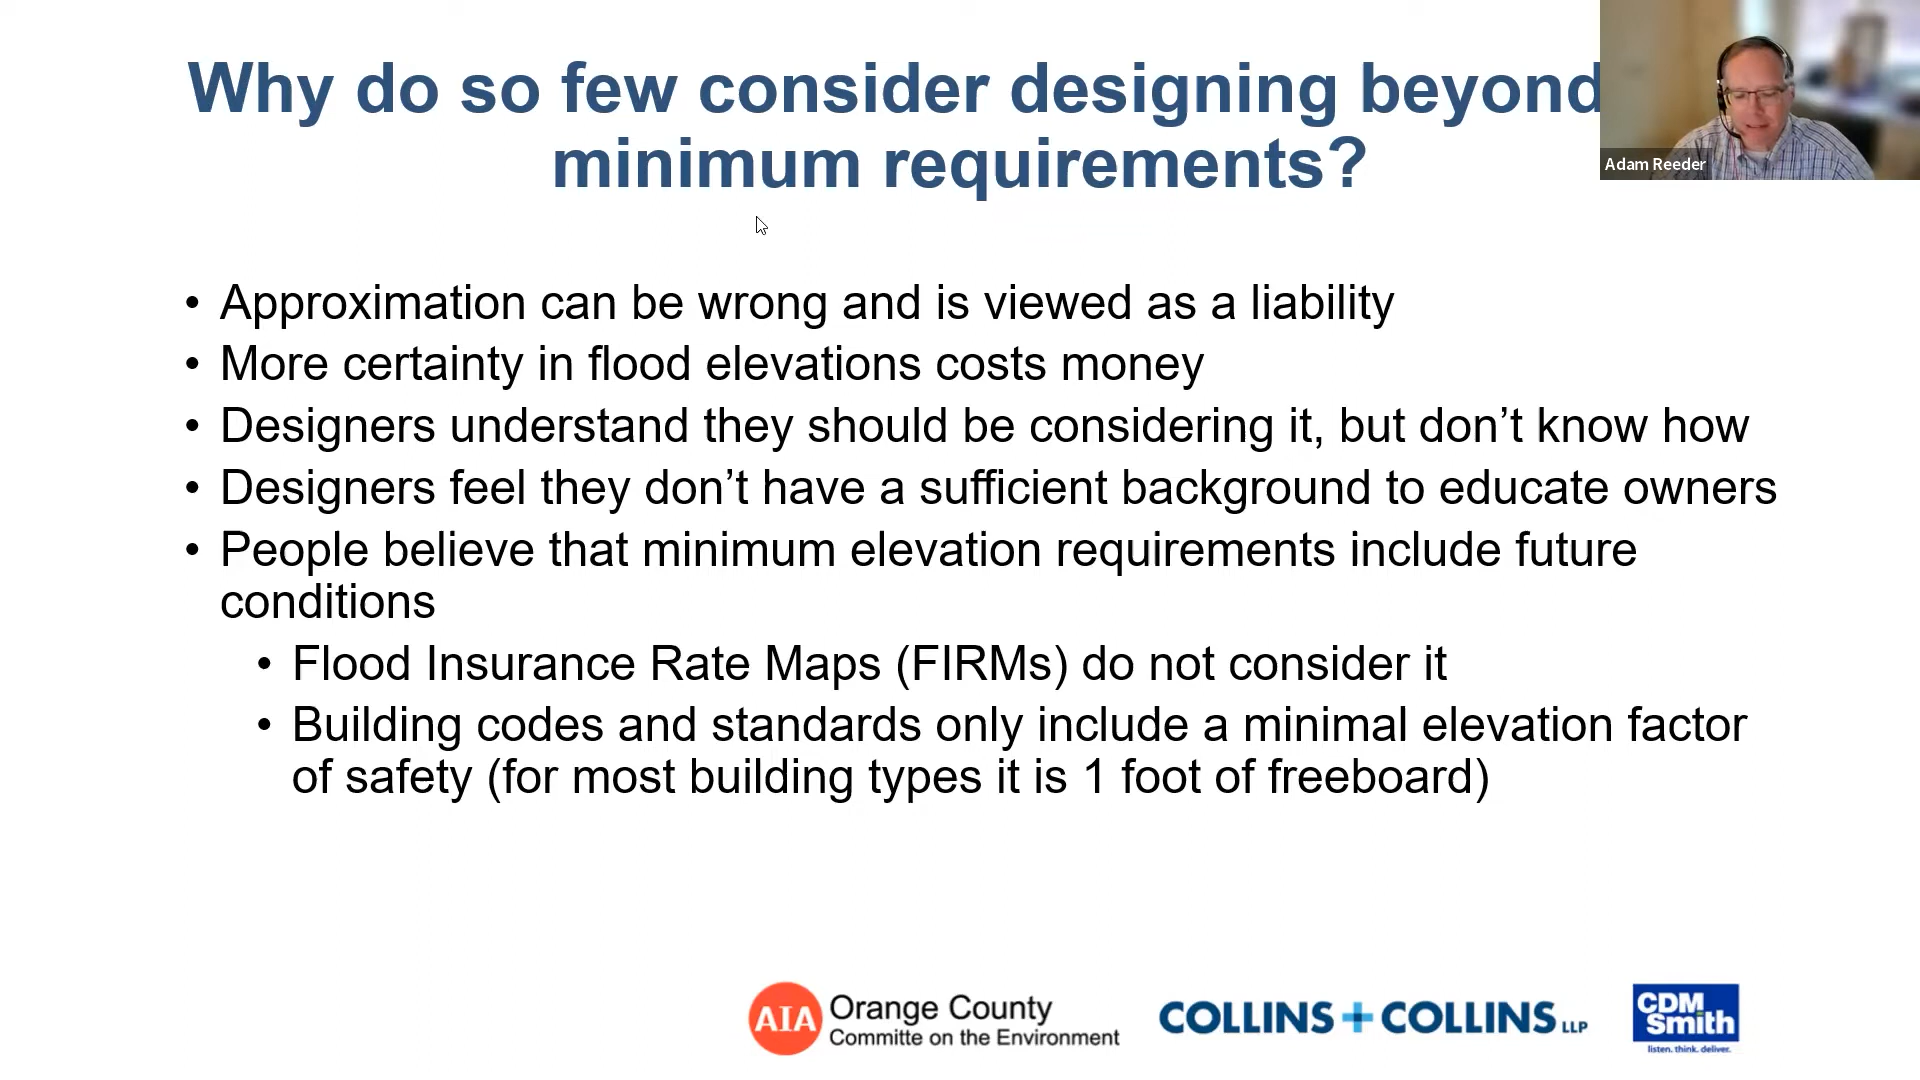 Why do so few consider designing beyond
minimum requirements?
Adam Reeder
• Approximation can be wrong and is viewed as a liability
• More certainty in flood elevations costs money
• Designers understand they should be considering it, but don’t know how
• Designers feel they don’t have a sufficient background to educate owners
• People believe that minimum elevation requirements include future
conditions
• Flood Insurance Rate Maps (FIRMs) do not consider it
• Building codes and standards only include a minimal elevation factor
of safety (for most building types it is 1 foot of freeboard)
AIA Orange County
Committe on the Environment
COLLINS + COLLINS LLP
CDM
Smith
listen. think. deliver.